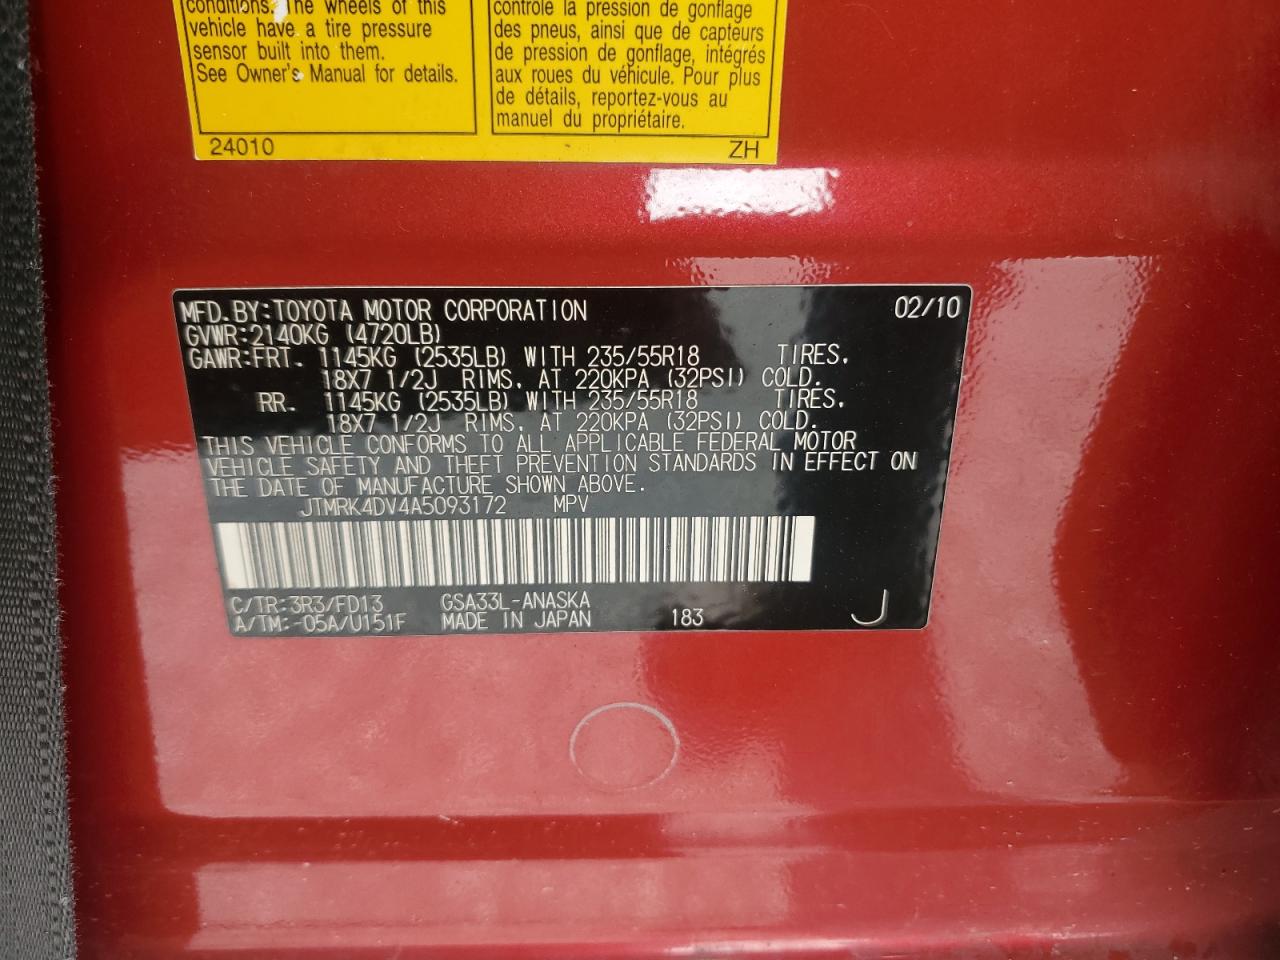 conditions. The wheels of this
vehicle have a tire pressure
sensor built into them.
See Owner's Manual for details.
contrôle la pression de gonflage
des pneus, ainsi que de capteurs
de pression de gonflage, intégrés
aux roues du véhicule. Pour plus
de détails, reportez-vous au
manuel du propriétaire.
24010 ZH
MFD.BY:TOYOTA MOTOR CORPORATION 02/10
GVWR:2140KG (4720LB)
GAWR:FRT. 1145KG (2535LB) WITH 235/55R18 TIRES.
18X7 1/2J RIMS. AT 220KPA (32PSI) COLD.
RR. 1145KG (2535LB) WITH 235/55R18 TIRES.
18X7 1/2J RIMS. AT 220KPA (32PSI) COLD.
THIS VEHICLE CONFORMS TO ALL APPLICABLE FEDERAL MOTOR
VEHICLE SAFETY AND THEFT PREVENTION STANDARDS IN EFFECT ON
THE DATE OF MANUFACTURE SHOWN ABOVE.
JTMRK4DV4A5093172 MPV
C/TR:3R3/FD13 GSA33L-ANASKA
A/TM:-05A/U151F MADE IN JAPAN 183 J